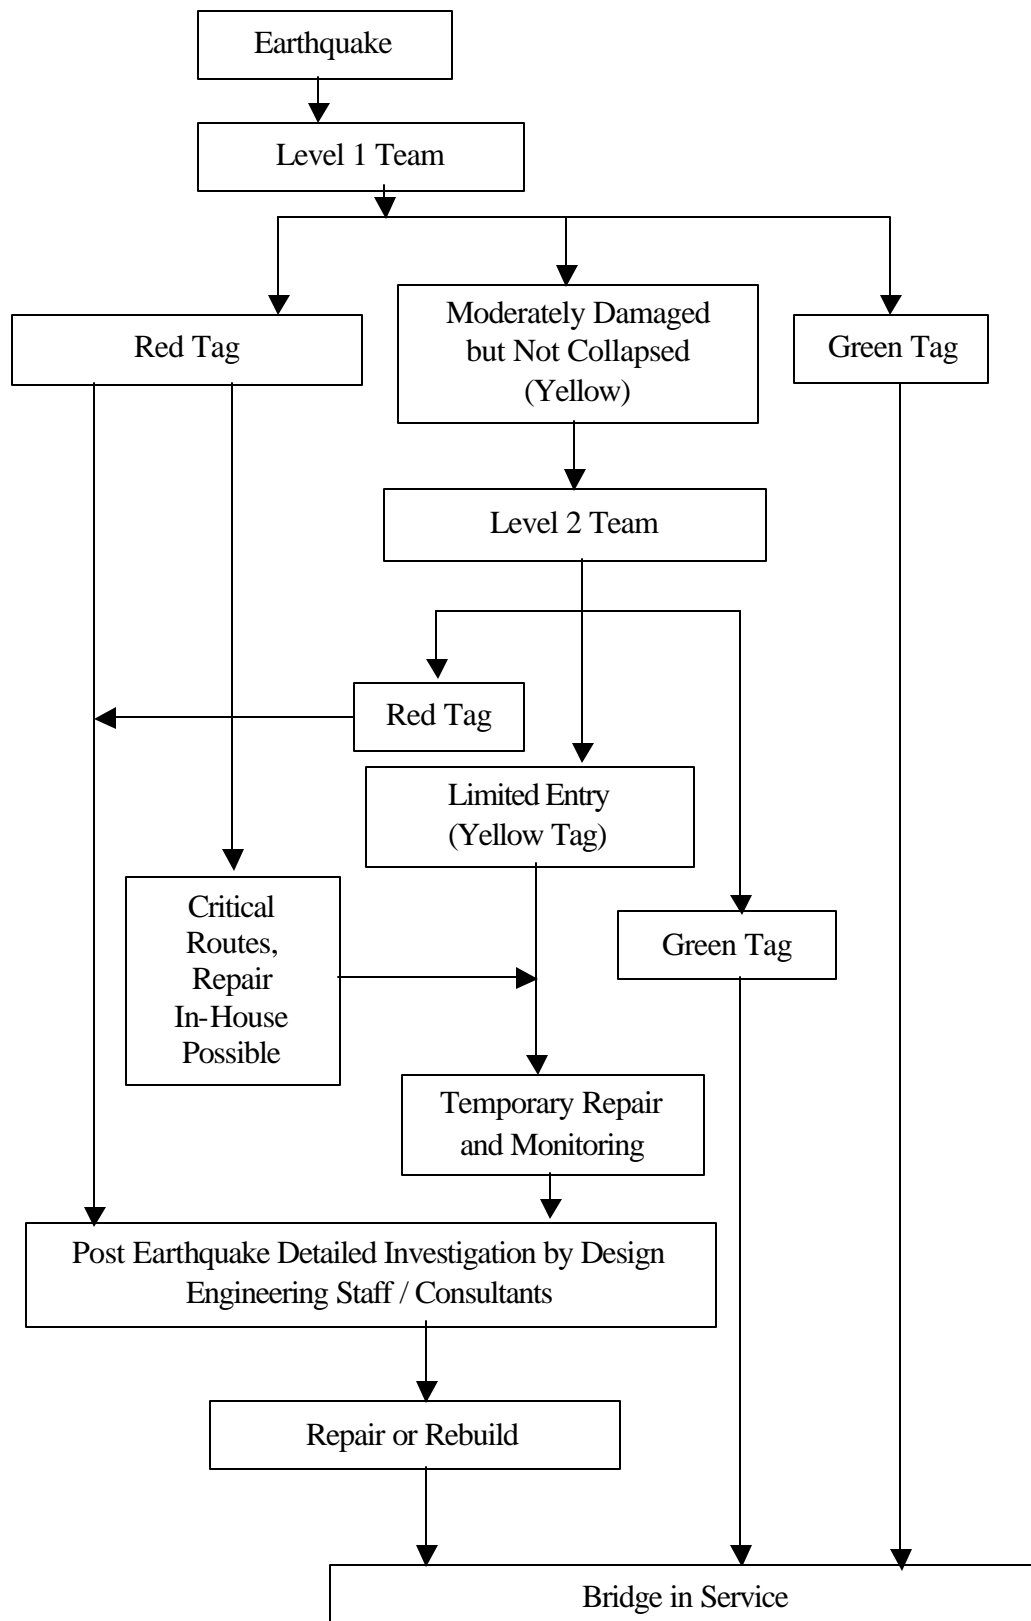 Earthquake
Level 1 Team
Red Tag
Moderately Damaged
but Not Collapsed
(Yellow)
Green Tag
Level 2 Team
Red Tag
Limited Entry
(Yellow Tag)
Critical
Routes,
Repair
In-House
Possible
Green Tag
Temporary Repair
and Monitoring
Post Earthquake Detailed Investigation by Design
Engineering Staff / Consultants
Repair or Rebuild
Bridge in Service